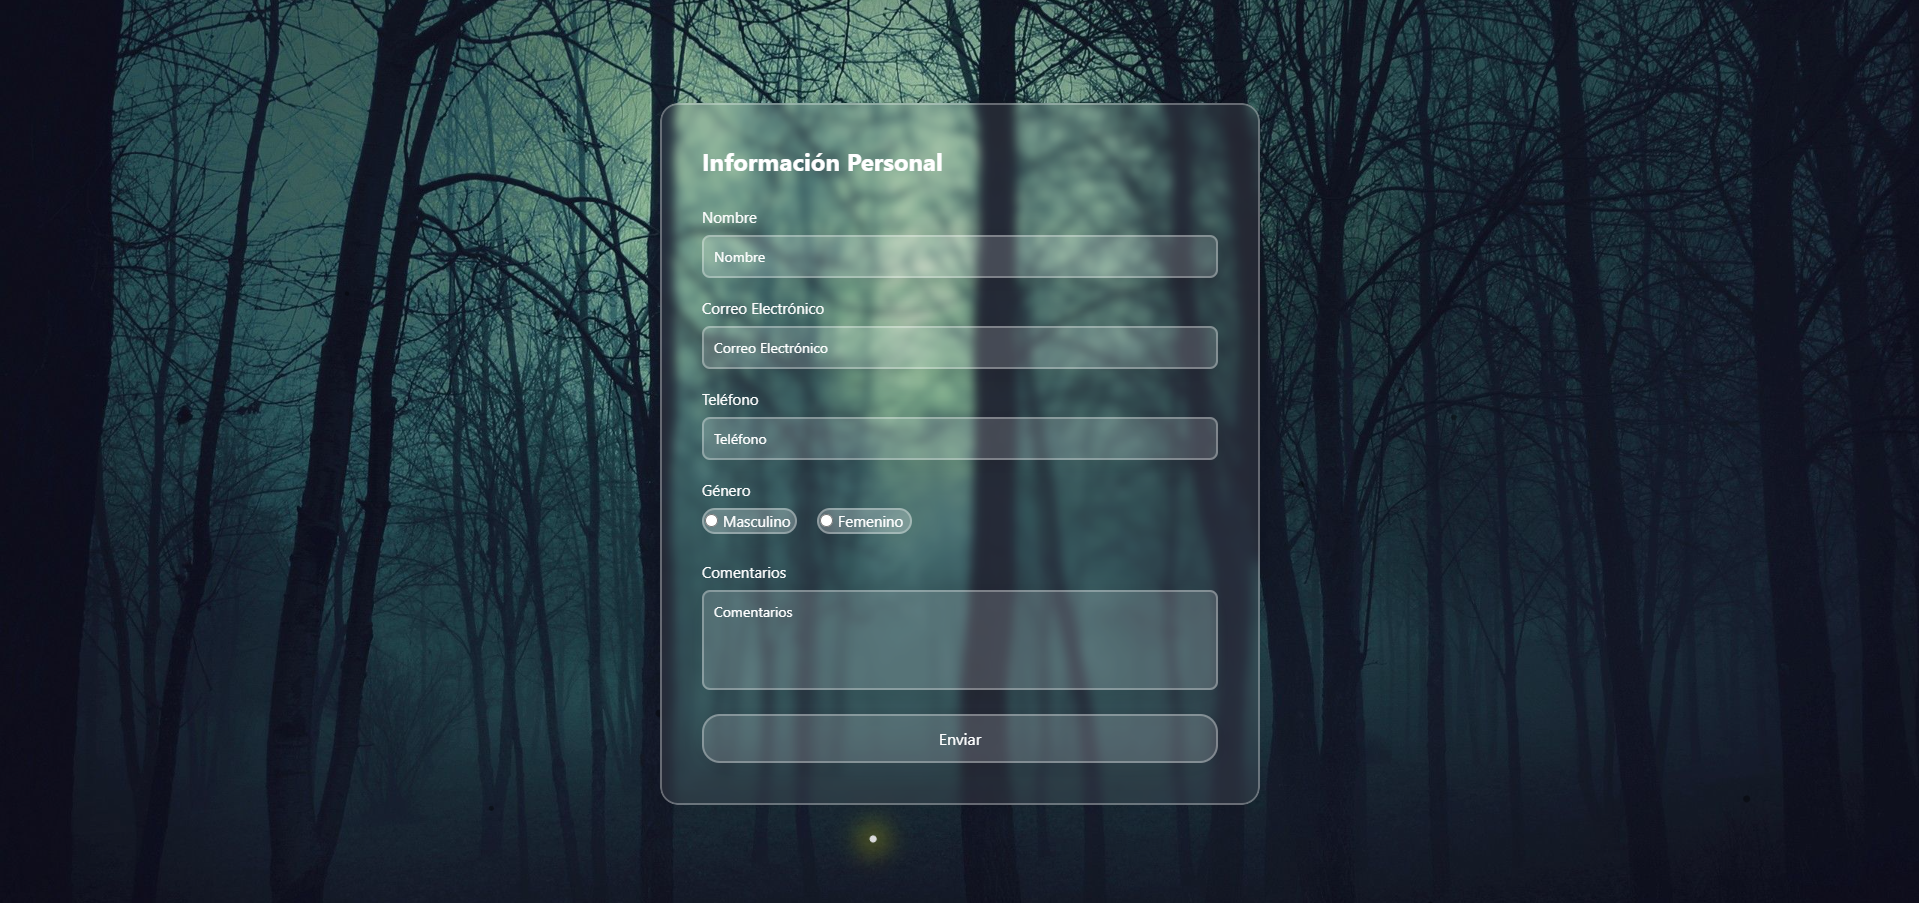 Información Personal
Nombre
Nombre
Correo Electrónico
Correo Electrónico
Teléfono
Teléfono
Género
Masculino Femenino
Comentarios
Comentarios
Enviar